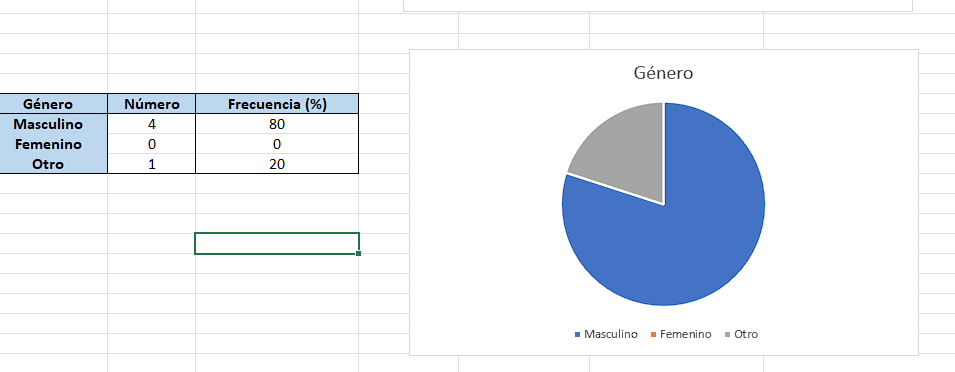 Género Número Frecuencia (%)
Masculino 4 80
Femenino 0 0
Otro 1 20
Género
Masculino Femenino Otro